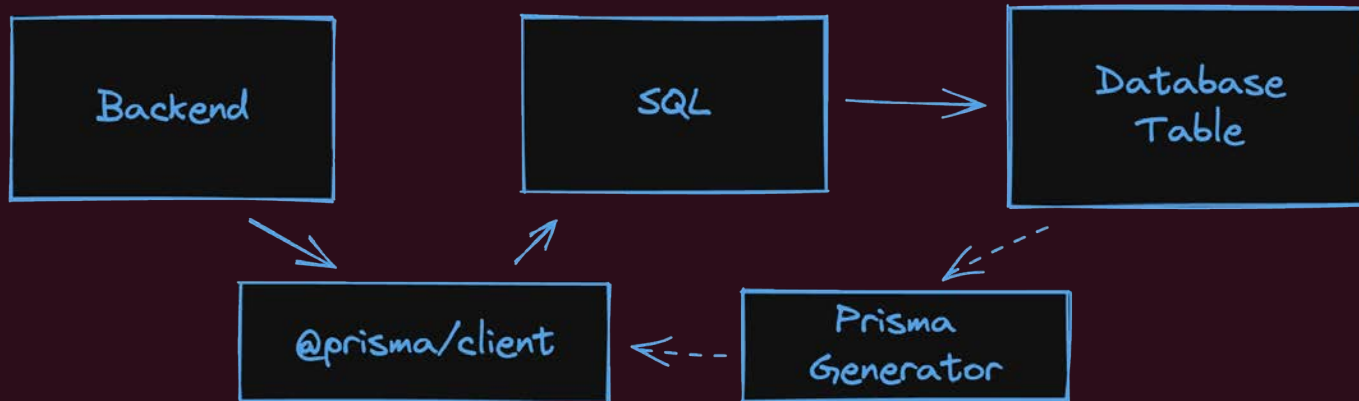 Backend
SQL
Database
Table
@prisma/client
Prisma
Generator